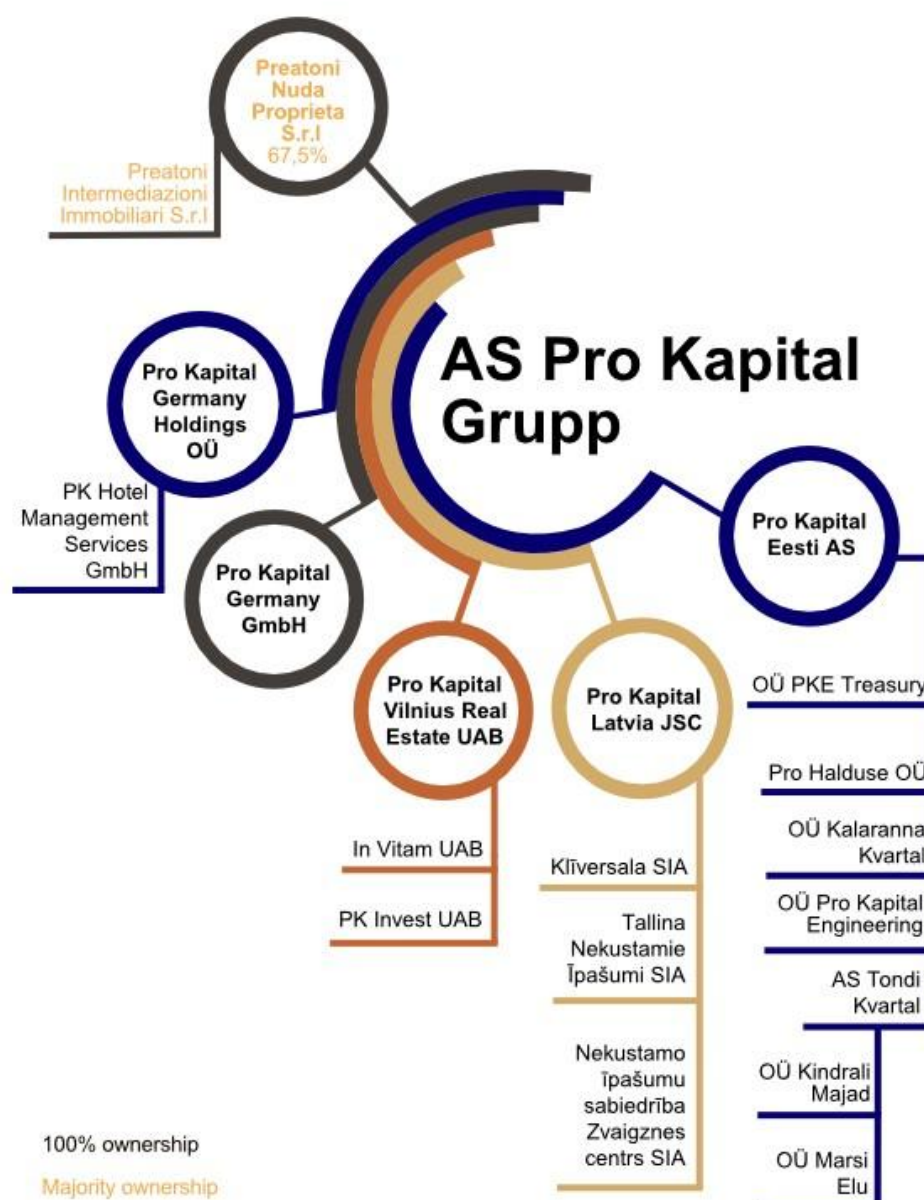 Preatoni
Nuda
Proprieta
S.r.l
67,5%
Preatoni
Intermediazioni
Immobiliari S.r.l
AS Pro Kapital
Grupp
Pro Kapital
Germany
Holdings
OÜ
PK Hotel
Management
Services
GmbH
Pro Kapital
Germany
GmbH
Pro Kapital
Vilnius Real
Estate UAB
In Vitam UAB
PK Invest UAB
Pro Kapital
Latvia JSC
Klīversala SIA
Tallina
Nekustamie
Īpašumi SIA
Nekustamo
īpašumu
sabiedrība
Zvaigznes
centrs SIA
Pro Kapital
Eesti AS
OÜ PKE Treasury
Pro Halduse OÜ
OÜ Kalaranna
Kvartal
OÜ Pro Kapital
Engineering
AS Tondi
Kvartal
OÜ Kindrali
Majad
OÜ Marsi
Elu
100% ownership
Majority ownership